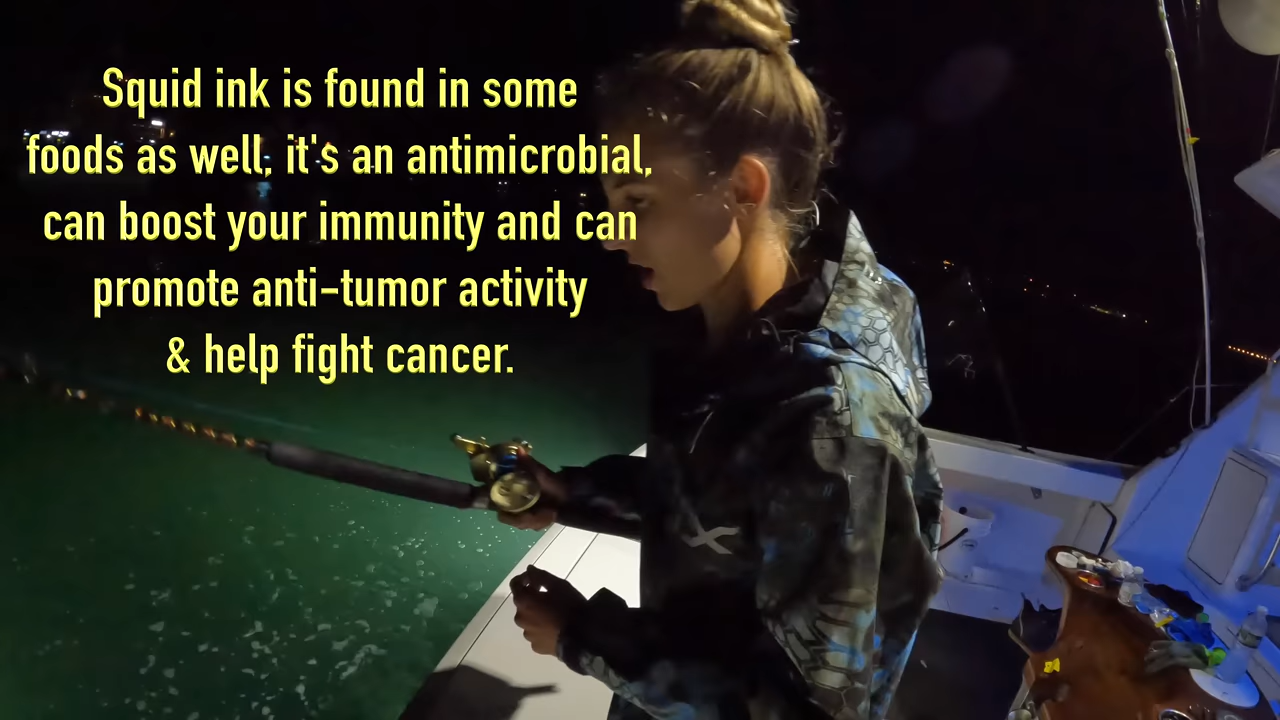 Squid ink is found in some
foods as well, it's an antimicrobial,
can boost your immunity and can
promote anti-tumor activity
& help fight cancer.